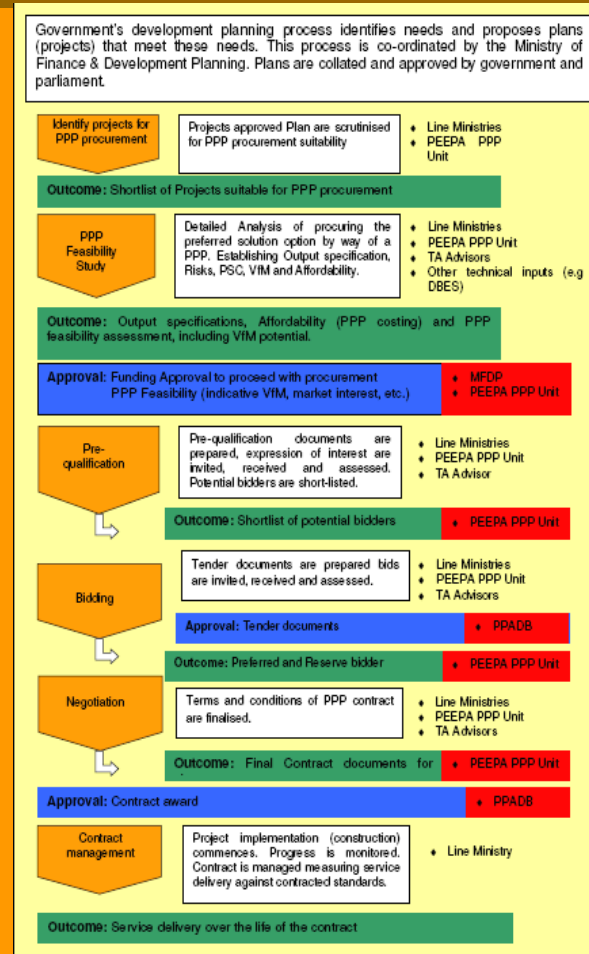 Government's development planning process identifies needs and proposes plans
(projects) that meet these needs. This process is co-ordinated by the Ministry of
Finance & Development Planning. Plans are collated and approved by government and
parliament.
Identify projects for
PPP procurement
Projects approved Plan are scrutinised
for PPP procurement suitability
♦ Line Ministries
♦ PEEPA PPP
Unit
Outcome: Shortlist of Projects suitable for PPP procurement
PPP
Feasibility
Study
Detailed Analysis of procuring the
preferred solution option by way of a
PPP. Establishing Output specification,
Risks, PSC, VfM and Affordability.
♦ Line Ministries
♦ PEEPA PPP Unit
♦ TA Advisors
♦ Other technical inputs (e.g
DBES)
Outcome: Output specifications, Affordability (PPP costing) and PPP
feasibility assessment, including VfM potential.
Approval: Funding Approval to proceed with procurement
PPP Feasibility (indicative VfM, market interest, etc.)
♦ MFDP
♦ PEEPA PPP Unit
Pre-
qualification
Pre-qualification documents are
prepared, expression of interest are
invited, received and assessed.
Potential bidders are short-listed.
♦ Line Ministries
♦ PEEPA PPP Unit
♦ TA Advisor
Outcome: Shortlist of potential bidders
♦ PEEPA PPP Unit
Bidding
Tender documents are prepared bids
are invited, received and assessed.
♦ Line Ministries
♦ PEEPA PPP Unit
♦ TA Advisors
Approval: Tender documents
♦ PPADB
Outcome: Preferred and Reserve bidder
♦ PEEPA PPP Unit
Negotiation
Terms and conditions of PPP contract
are finalised.
♦ Line Ministries
♦ PEEPA PPP Unit
♦ TA Advisors
Outcome: Final Contract documents for
♦ PEEPA PPP Unit
Approval: Contract award
♦ PPADB
Contract
management
Project implementation (construction)
commences. Progress is monitored.
Contract is managed measuring service
delivery against contracted standards.
♦ Line Ministry
Outcome: Service delivery over the life of the contract